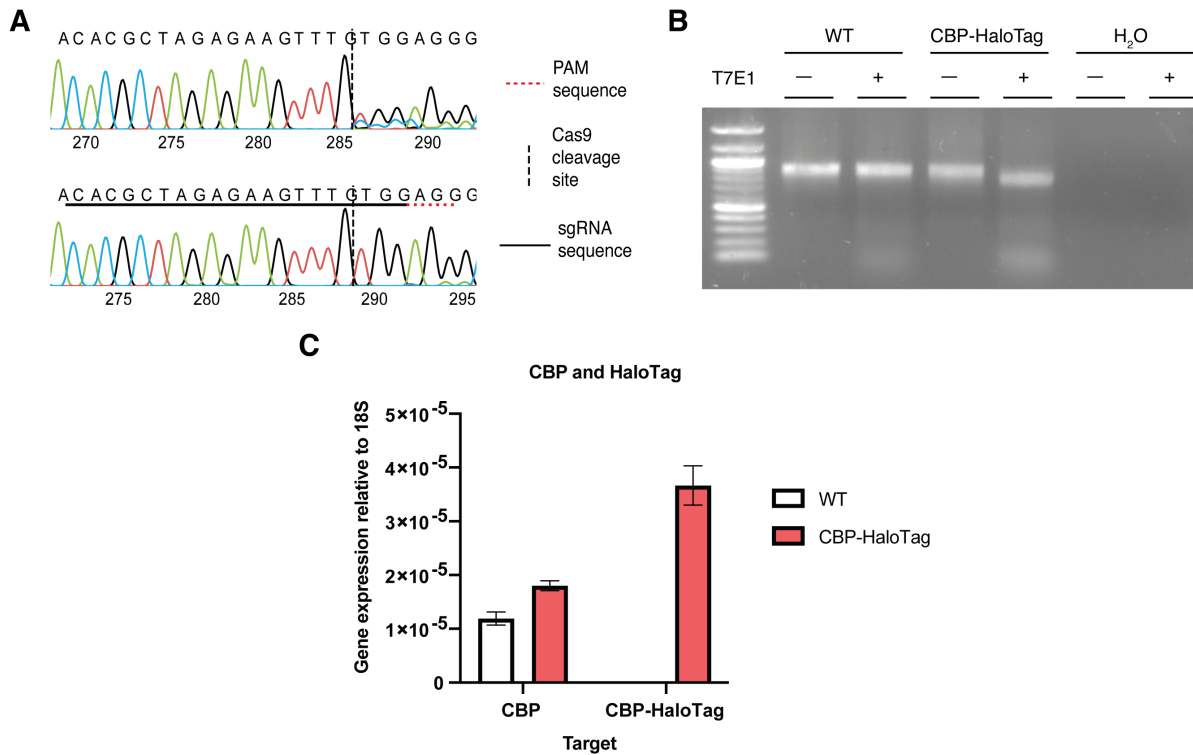 A
A C A C G C T A G A G A A G T T T G T G G A G G G
270 275 280 285 290
A C A C G C T A G A G A A G T T T G T G G A G G G
275 280 285 290 295
PAM
sequence
Cas9
cleavage
site
sgRNA
sequence
B
WT CBP-HaloTag H2O
T7E1 — + — + — +
C
CBP and HaloTag
Gene expression relative to 18S
5×10-5
4×10-5
3×10-5
2×10-5
1×10-5
0
CBP CBP-HaloTag
Target
WT
CBP-HaloTag